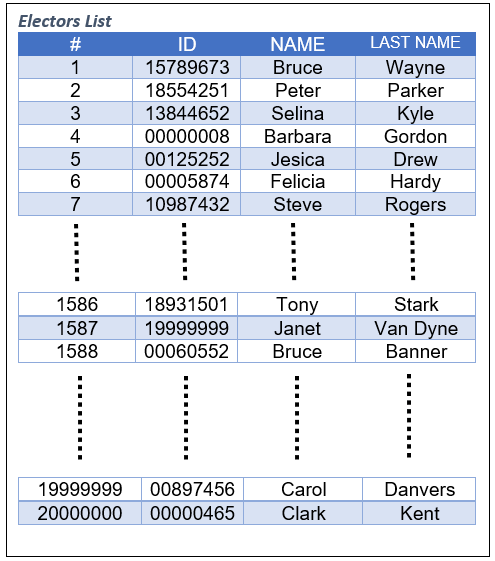 Electors List
# ID NAME LAST NAME
1 15789673 Bruce Wayne
2 18554251 Peter Parker
3 13844652 Selina Kyle
4 00000008 Barbara Gordon
5 00125252 Jesica Drew
6 00005874 Felicia Hardy
7 10987432 Steve Rogers
1586 18931501 Tony Stark
1587 19999999 Janet Van Dyne
1588 00060552 Bruce Banner
19999999 00897456 Carol Danvers
20000000 00000465 Clark Kent